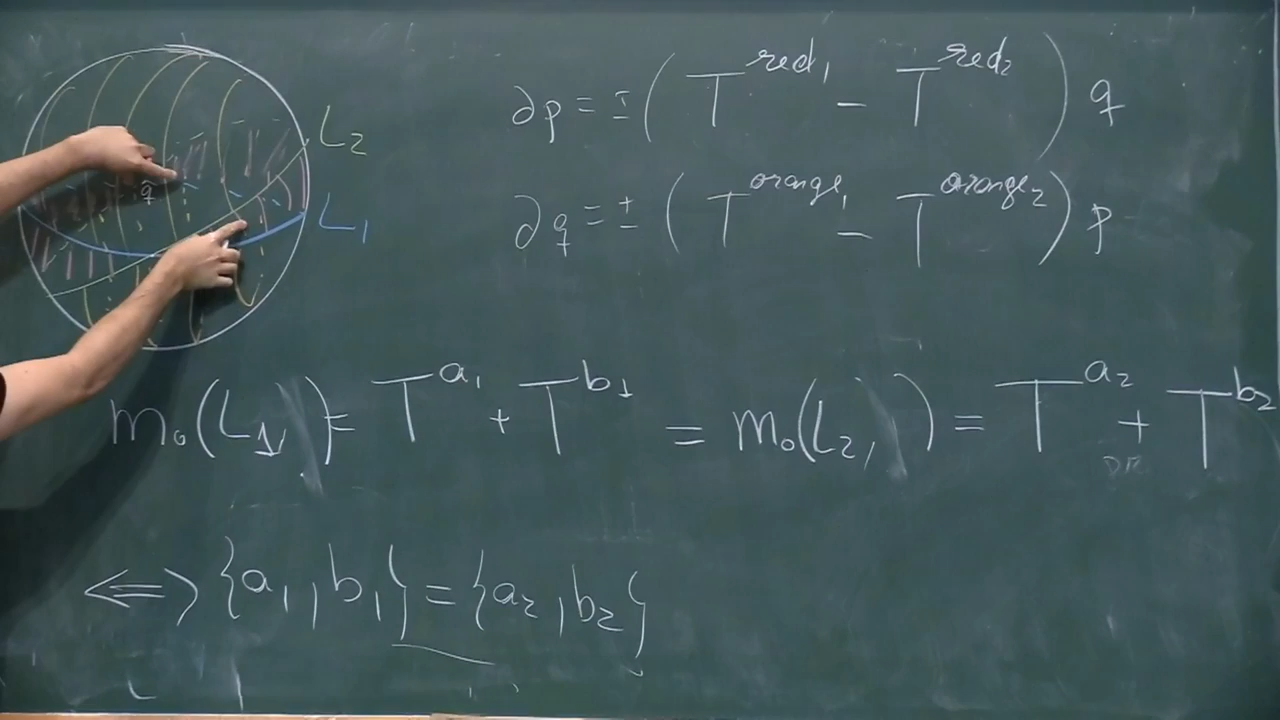 L₂
L₁
q
∂p = ± ( T^{red₁} − T^{red₂} ) q
∂q = ± ( T^{orange₁} − T^{orange₂} ) p
m₀(L₁, ) = T^{a₁} + T^{b₁} = m₀(L₂, ) = T^{a₂} + T^{b₂}
⟺ {a₁, b₁} = {a₂, b₂}